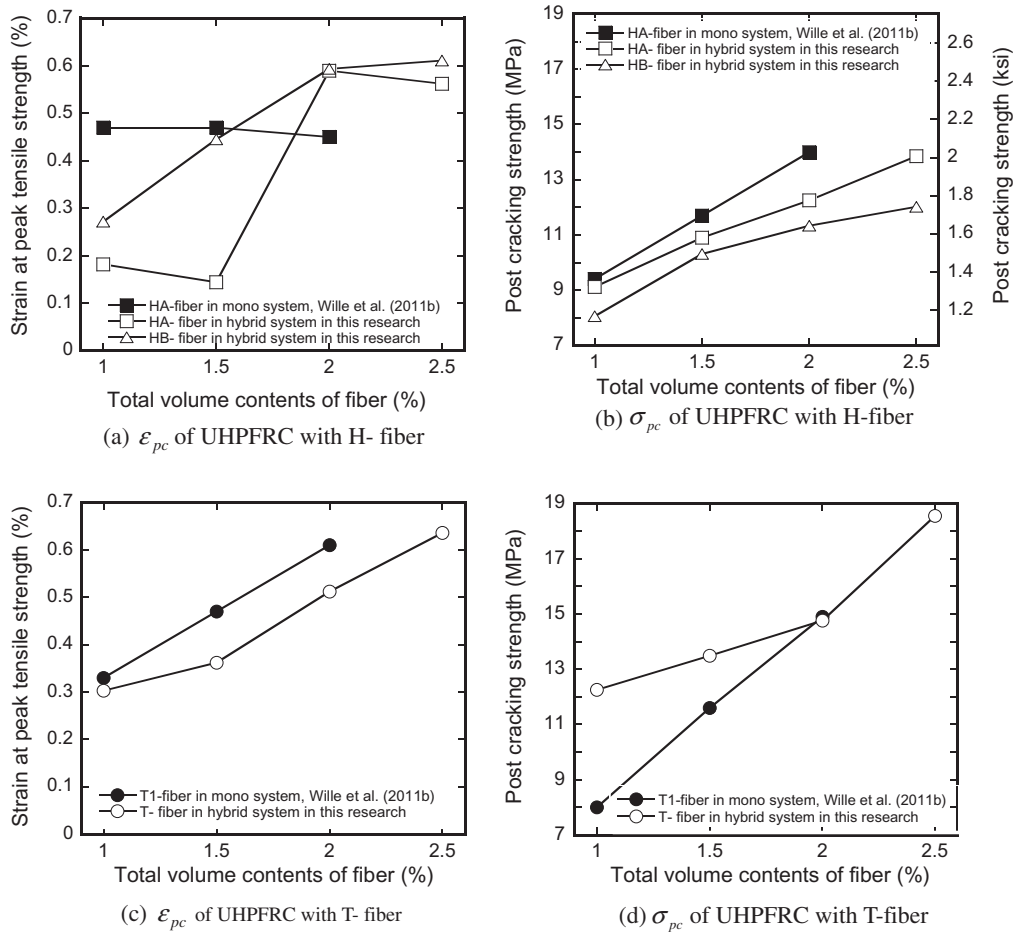 Strain at peak tensile strength (%)
0.7
0.6
0.5
0.4
0.3
0.2
0.1
0
HA-fiber in mono system, Wille et al. (2011b)
HA- fiber in hybrid system in this research
HB- fiber in hybrid system in this research
1
1.5
2
2.5
Total volume contents of fiber (%)
(a) εpc of UHPFRC with H- fiber
Post cracking strength (MPa)
19
17
15
13
11
9
7
HA-fiber in mono system, Wille et al. (2011b)
HA- fiber in hybrid system in this research
HB- fiber in hybrid system in this research
2.6
2.4
2.2
2
1.8
1.6
1.4
1.2
Post cracking strength (ksi)
1
1.5
2
2.5
Total volume contents of fiber (%)
(b) σpc of UHPFRC with H-fiber
Strain at peak tensile strength (%)
0.7
0.6
0.5
0.4
0.3
0.2
0.1
0
T1-fiber in mono system, Wille et al. (2011b)
T- fiber in hybrid system in this research
1
1.5
2
2.5
Total volume contents of fiber (%)
(c) εpc of UHPFRC with T- fiber
Post cracking strength (MPa)
19
17
15
13
11
9
7
T1-fiber in mono system, Wille et al. (2011b)
T- fiber in hybrid system in this research
1
1.5
2
2.5
Total volume contents of fiber (%)
(d) σpc of UHPFRC with T-fiber